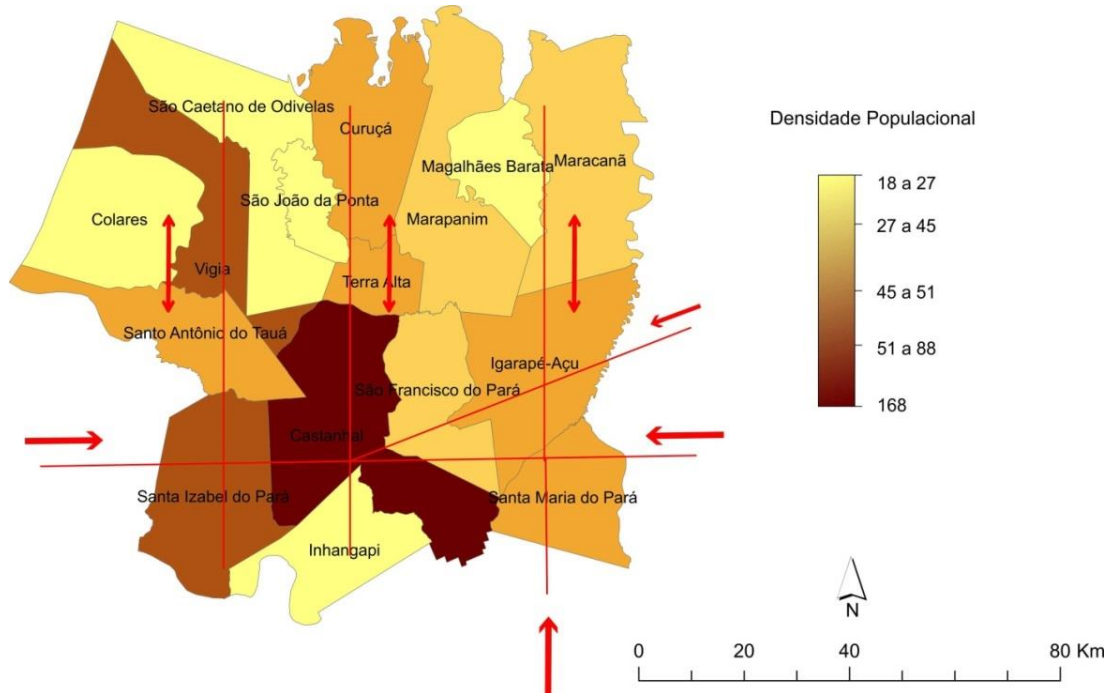 São Caetano de Odivelas
Curuçá
Magalhães Barata
Maracanã
São João da Ponta
Colares
Marapanim
Vigia
Terra Alta
Santo Antônio do Tauá
Igarapé-Açu
São Francisco do Pará
Castanhal
Santa Izabel do Pará
Santa Maria do Pará
Inhangapi
Densidade Populacional
18 a 27
27 a 45
45 a 51
51 a 88
168
N
0 20 40 80 Km